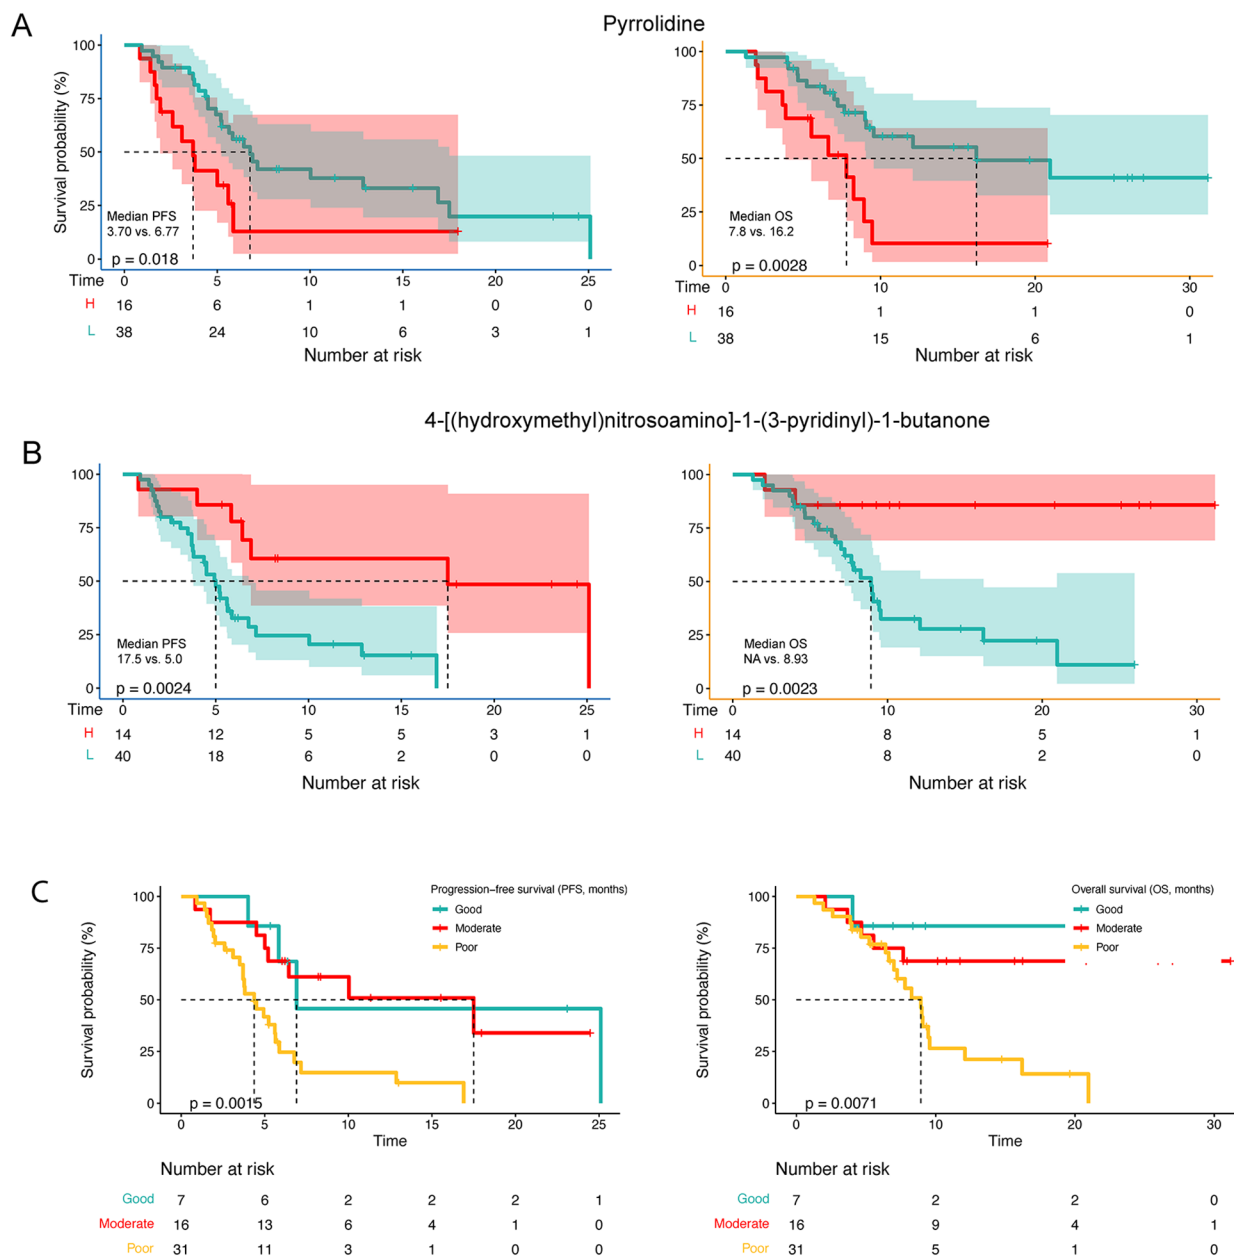 A
Pyrrolidine
Survival probability (%)
100
75
50
25
0
Median PFS
3.70 vs. 6.77
p = 0.018
Time 0 5 10 15 20 25
H 16 6 1 1 0 0
L 38 24 10 6 3 1
Number at risk
100
75
50
25
0
Median OS
7.8 vs. 16.2
p = 0.0028
Time 0 10 20 30
H 16 1 1 0
L 38 15 6 1
Number at risk
4-[(hydroxymethyl)nitrosoamino]-1-(3-pyridinyl)-1-butanone
B
100
75
50
25
0
Median PFS
17.5 vs. 5.0
p = 0.0024
Time 0 5 10 15 20 25
H 14 12 5 5 3 1
L 40 18 6 2 0 0
Number at risk
100
75
50
25
0
Median OS
NA vs. 8.93
p = 0.0023
Time 0 10 20 30
H 14 8 5 1
L 40 8 2 0
Number at risk
C
Survival probability (%)
100
75
50
25
0
Progression-free survival (PFS, months)
Good
Moderate
Poor
p = 0.0015
0 5 10 15 20 25
Time
Number at risk
Good 7 6 2 2 2 1
Moderate 16 13 6 4 1 0
Poor 31 11 3 1 0 0
Survival probability (%)
100
75
50
25
0
Overall survival (OS, months)
Good
Moderate
Poor
p = 0.0071
0 10 20 30
Time
Number at risk
Good 7 2 2 0
Moderate 16 9 4 1
Poor 31 5 1 0